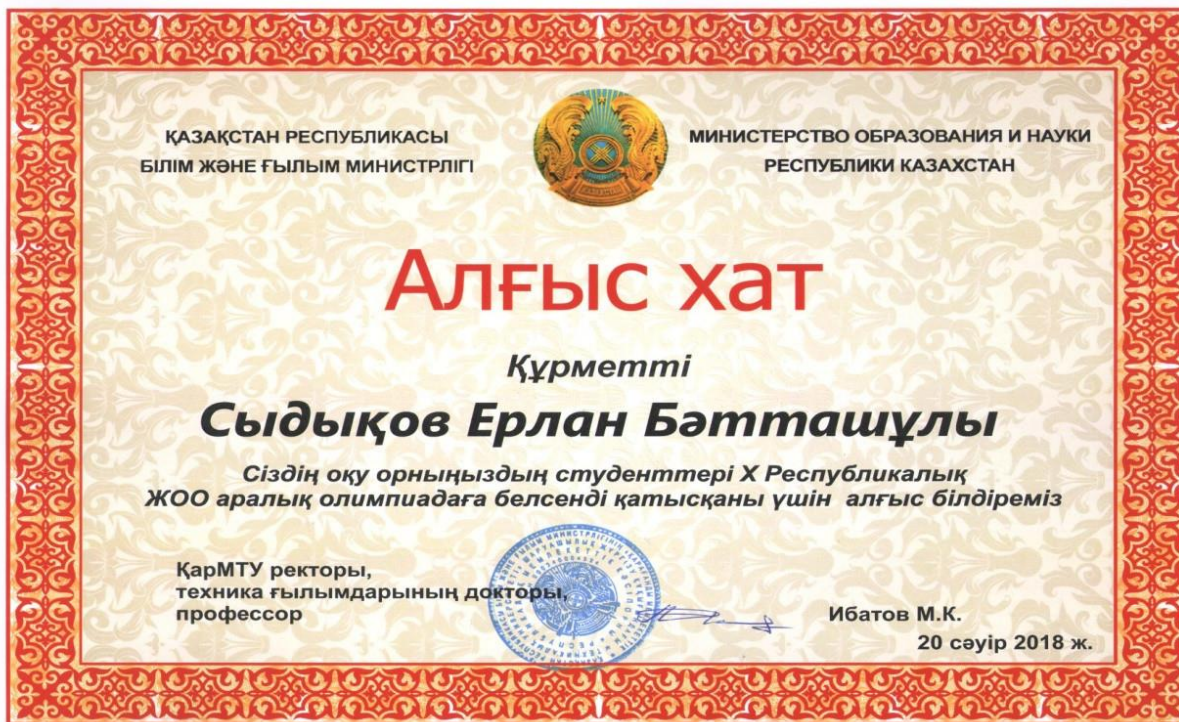 ҚАЗАҚСТАН РЕСПУБЛИКАСЫ
БІЛІМ ЖӘНЕ ҒЫЛЫМ МИНИСТРЛІГІ
МИНИСТЕРСТВО ОБРАЗОВАНИЯ И НАУКИ
РЕСПУБЛИКИ КАЗАХСТАН
Алғыс хат
Құрметті
Сыдықов Ерлан Бәтташұлы
Сіздің оқу орныңыздың студенттері X Республикалық
ЖОО аралық олимпиадаға белсенді қатысқаны үшін алғыс білдіреміз
ҚарМТУ ректоры,
техника ғылымдарының докторы,
профессор
Ибатов М.К.
20 сәуір 2018 ж.